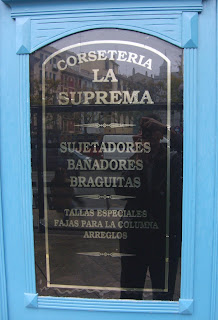 CORSETERIA
LA
SUPREMA
SUJETADORES
BAÑADORES
BRAGUITAS
TALLAS ESPECIALES
FAJAS PARA LA COLUMNA
ARREGLOS